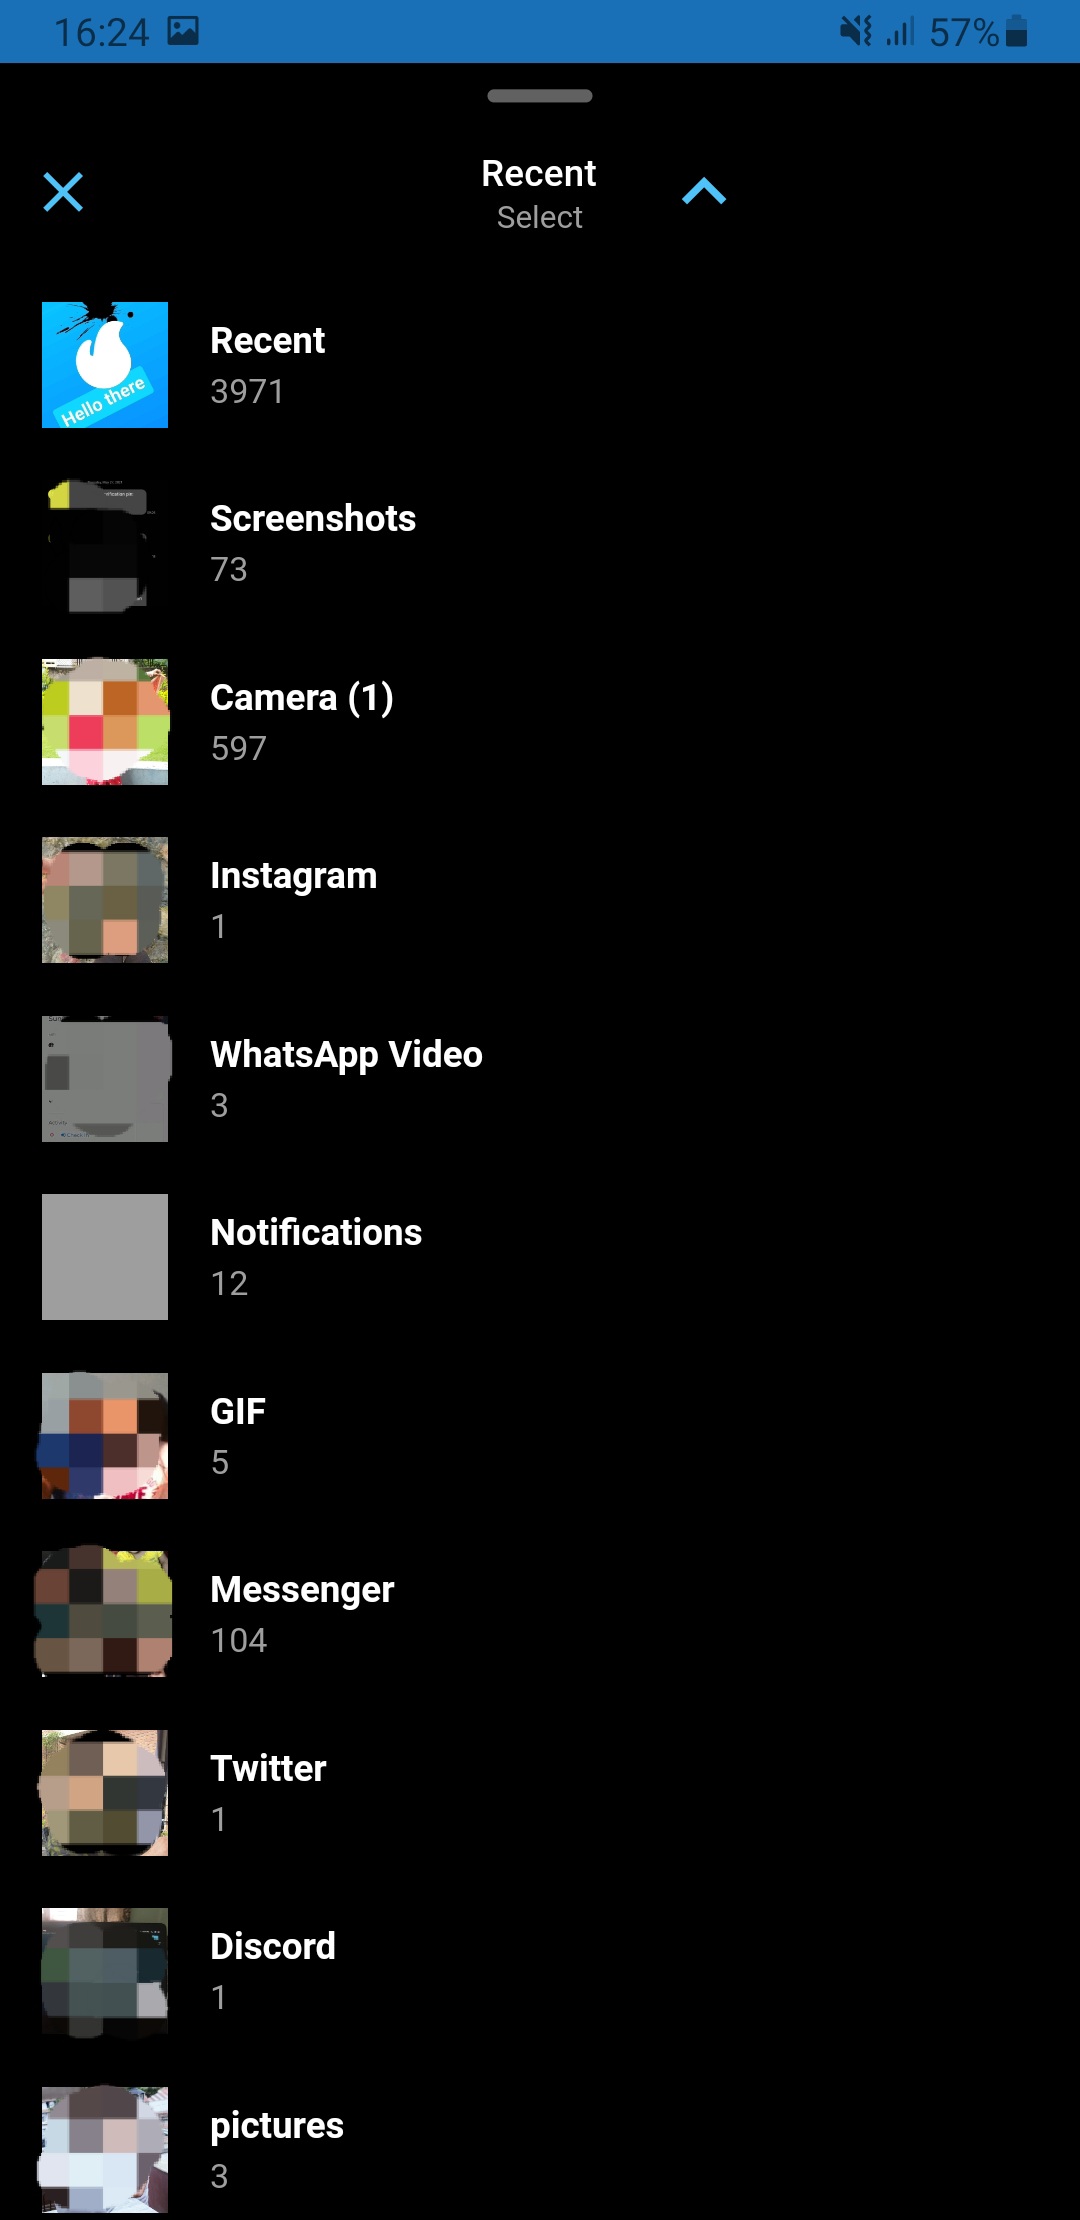 16:24
57%
Recent
Select
Hello there
Recent
3971
Screenshots
73
Camera (1)
597
Instagram
1
WhatsApp Video
3
Notifications
12
GIF
5
Messenger
104
Twitter
1
Discord
1
pictures
3